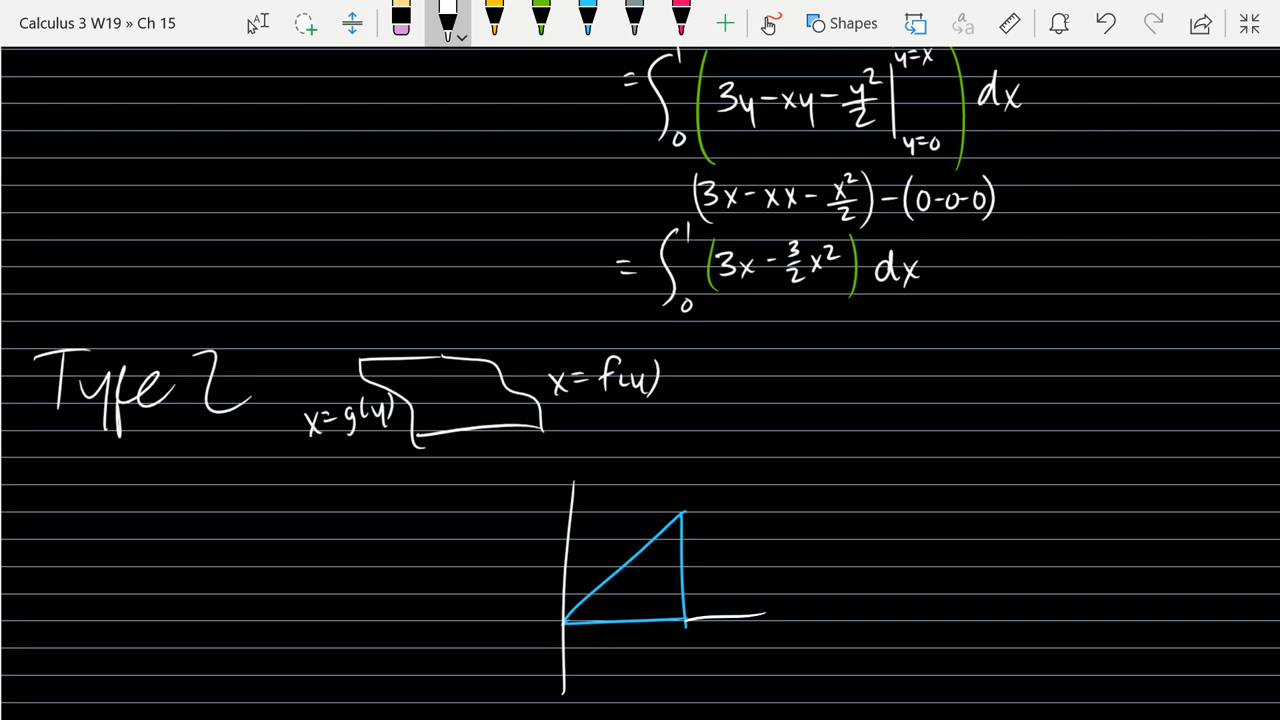 Calculus 3 W19 » Ch 15
Shapes
= ∫₀¹ ( 3y - xy - y²/2 |_{y=0}^{y=x} ) dx
(3x - xx - x²/2) - (0-0-0)
= ∫₀¹ (3x - 3/2 x²) dx
Type 2
x = f(y)
x = g(y)